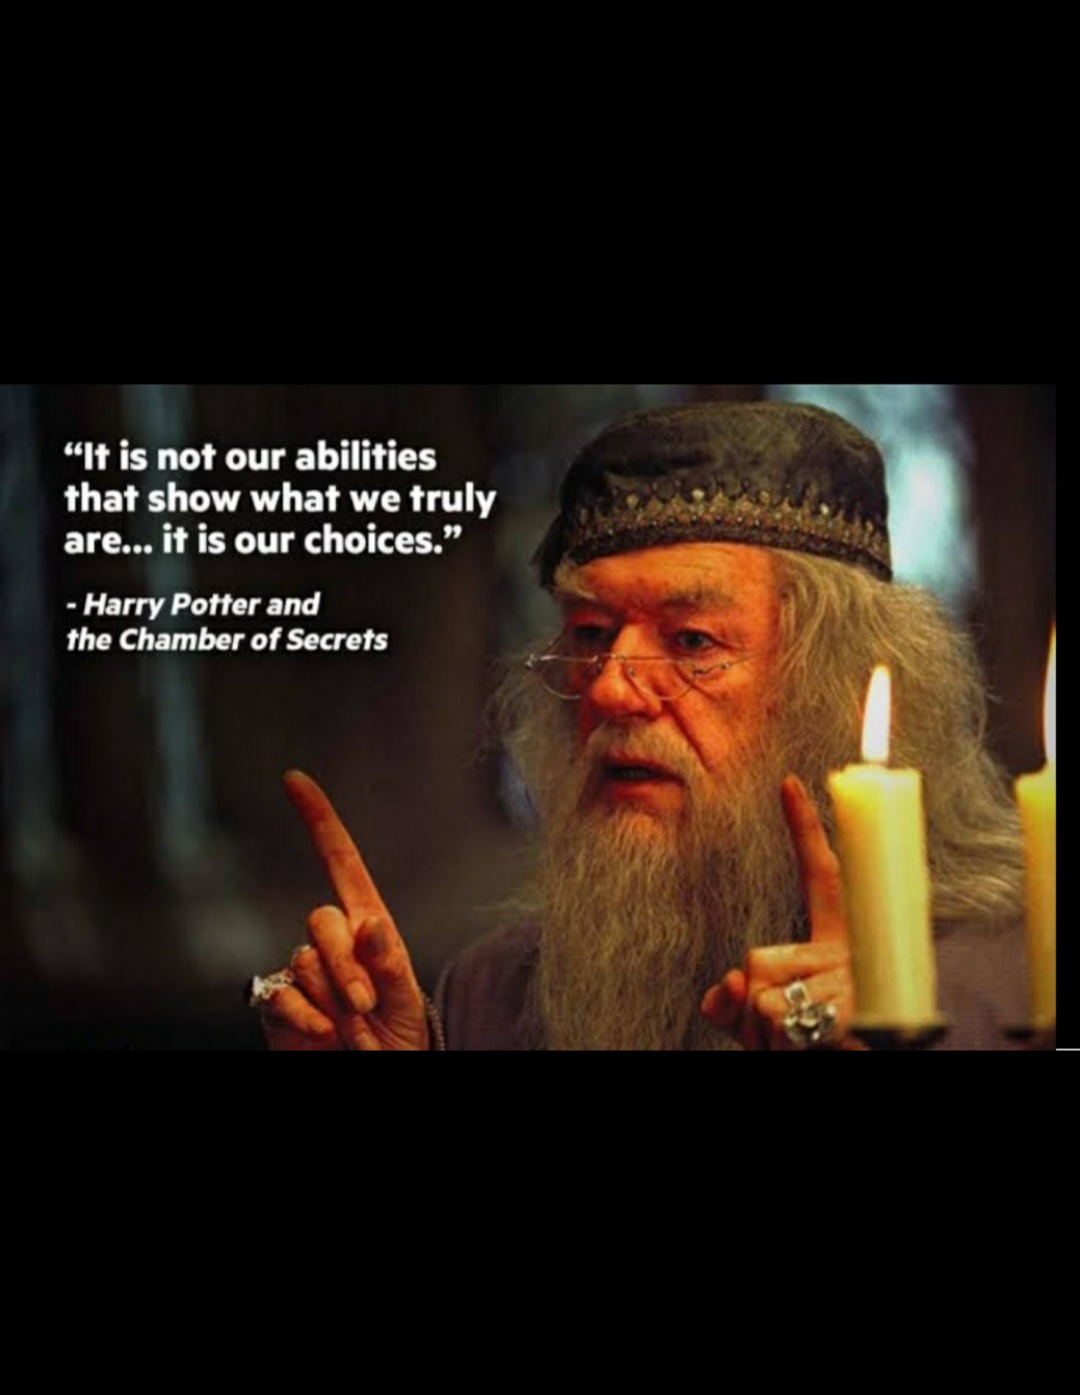 “It is not our abilities
that show what we truly
are... it is our choices.”
- Harry Potter and
the Chamber of Secrets